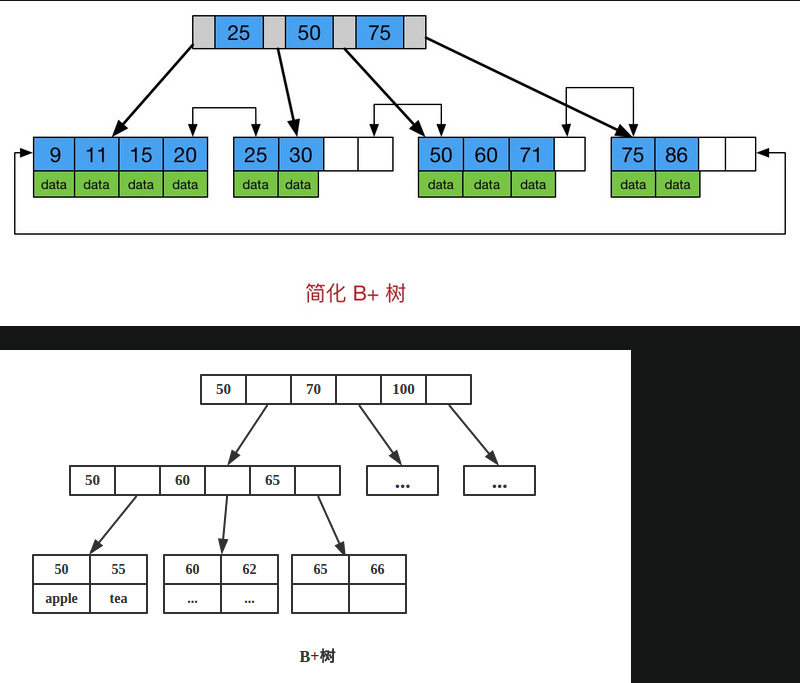 25 50 75
9 11 15 20 25 30 50 60 71 75 86
data data data data data data data data data data data
简化 B+ 树
50 70 100
50 60 65 ... ...
50 55 60 62 65 66
apple tea ... ...
B+树